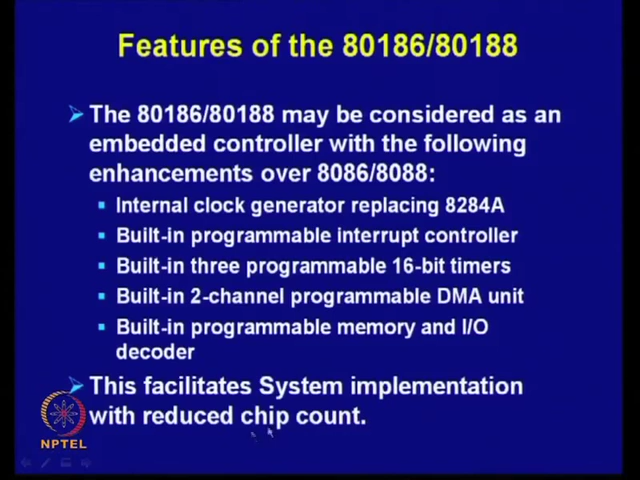 Features of the 80186/80188
The 80186/80188 may be considered as an
embedded controller with the following
enhancements over 8086/8088:
Internal clock generator replacing 8284A
Built-in programmable interrupt controller
Built-in three programmable 16-bit timers
Built-in 2-channel programmable DMA unit
Built-in programmable memory and I/O
decoder
This facilitates System implementation
with reduced chip count.
NPTEL